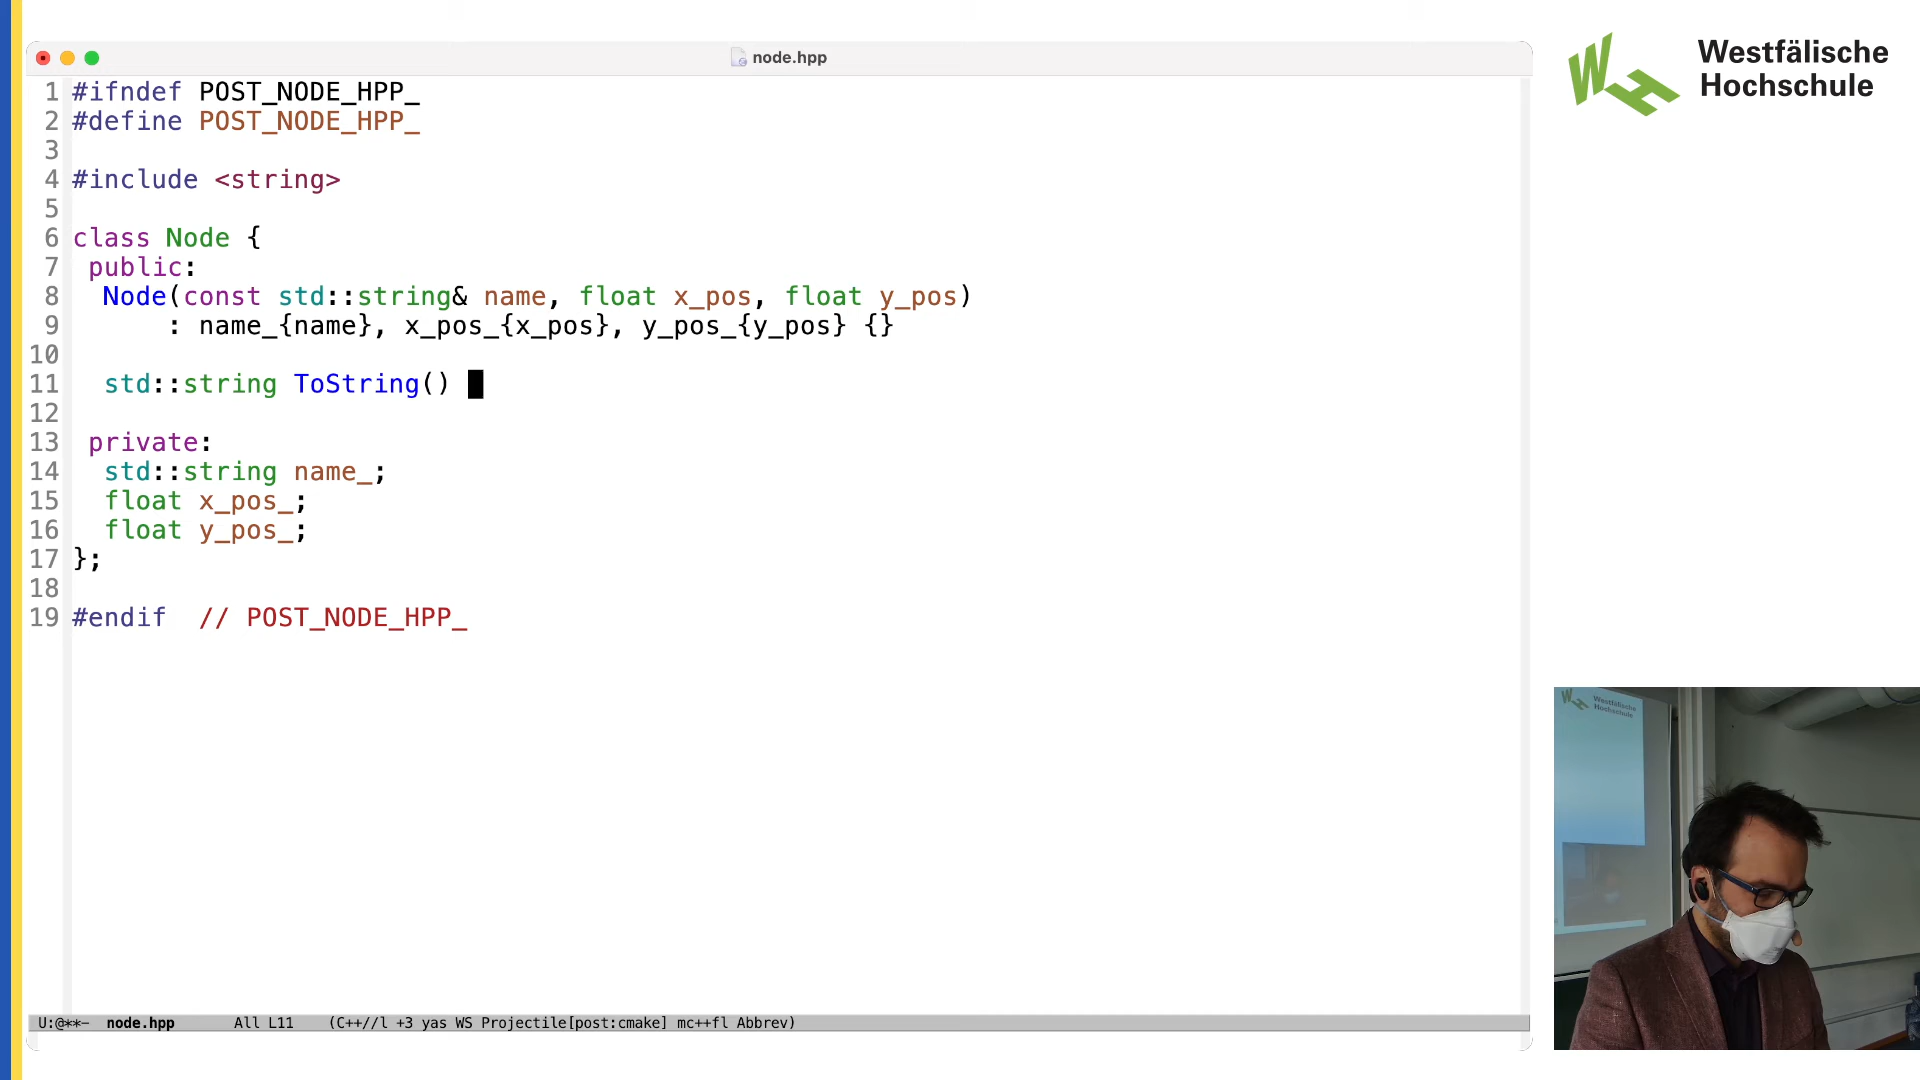 node.hpp
Westfälische
Hochschule
1 #ifndef POST_NODE_HPP_
2 #define POST_NODE_HPP_
3
4 #include <string>
5
6 class Node {
7  public:
8   Node(const std::string& name, float x_pos, float y_pos)
9       : name_{name}, x_pos_{x_pos}, y_pos_{y_pos} {}
10
11   std::string ToString()
12
13  private:
14   std::string name_;
15   float x_pos_;
16   float y_pos_;
17 };
18
19 #endif  // POST_NODE_HPP_
U:@**-  node.hpp      All L11    (C++//l +3 yas WS Projectile[post:cmake] mc++fl Abbrev)
Westfälische
Hochschule